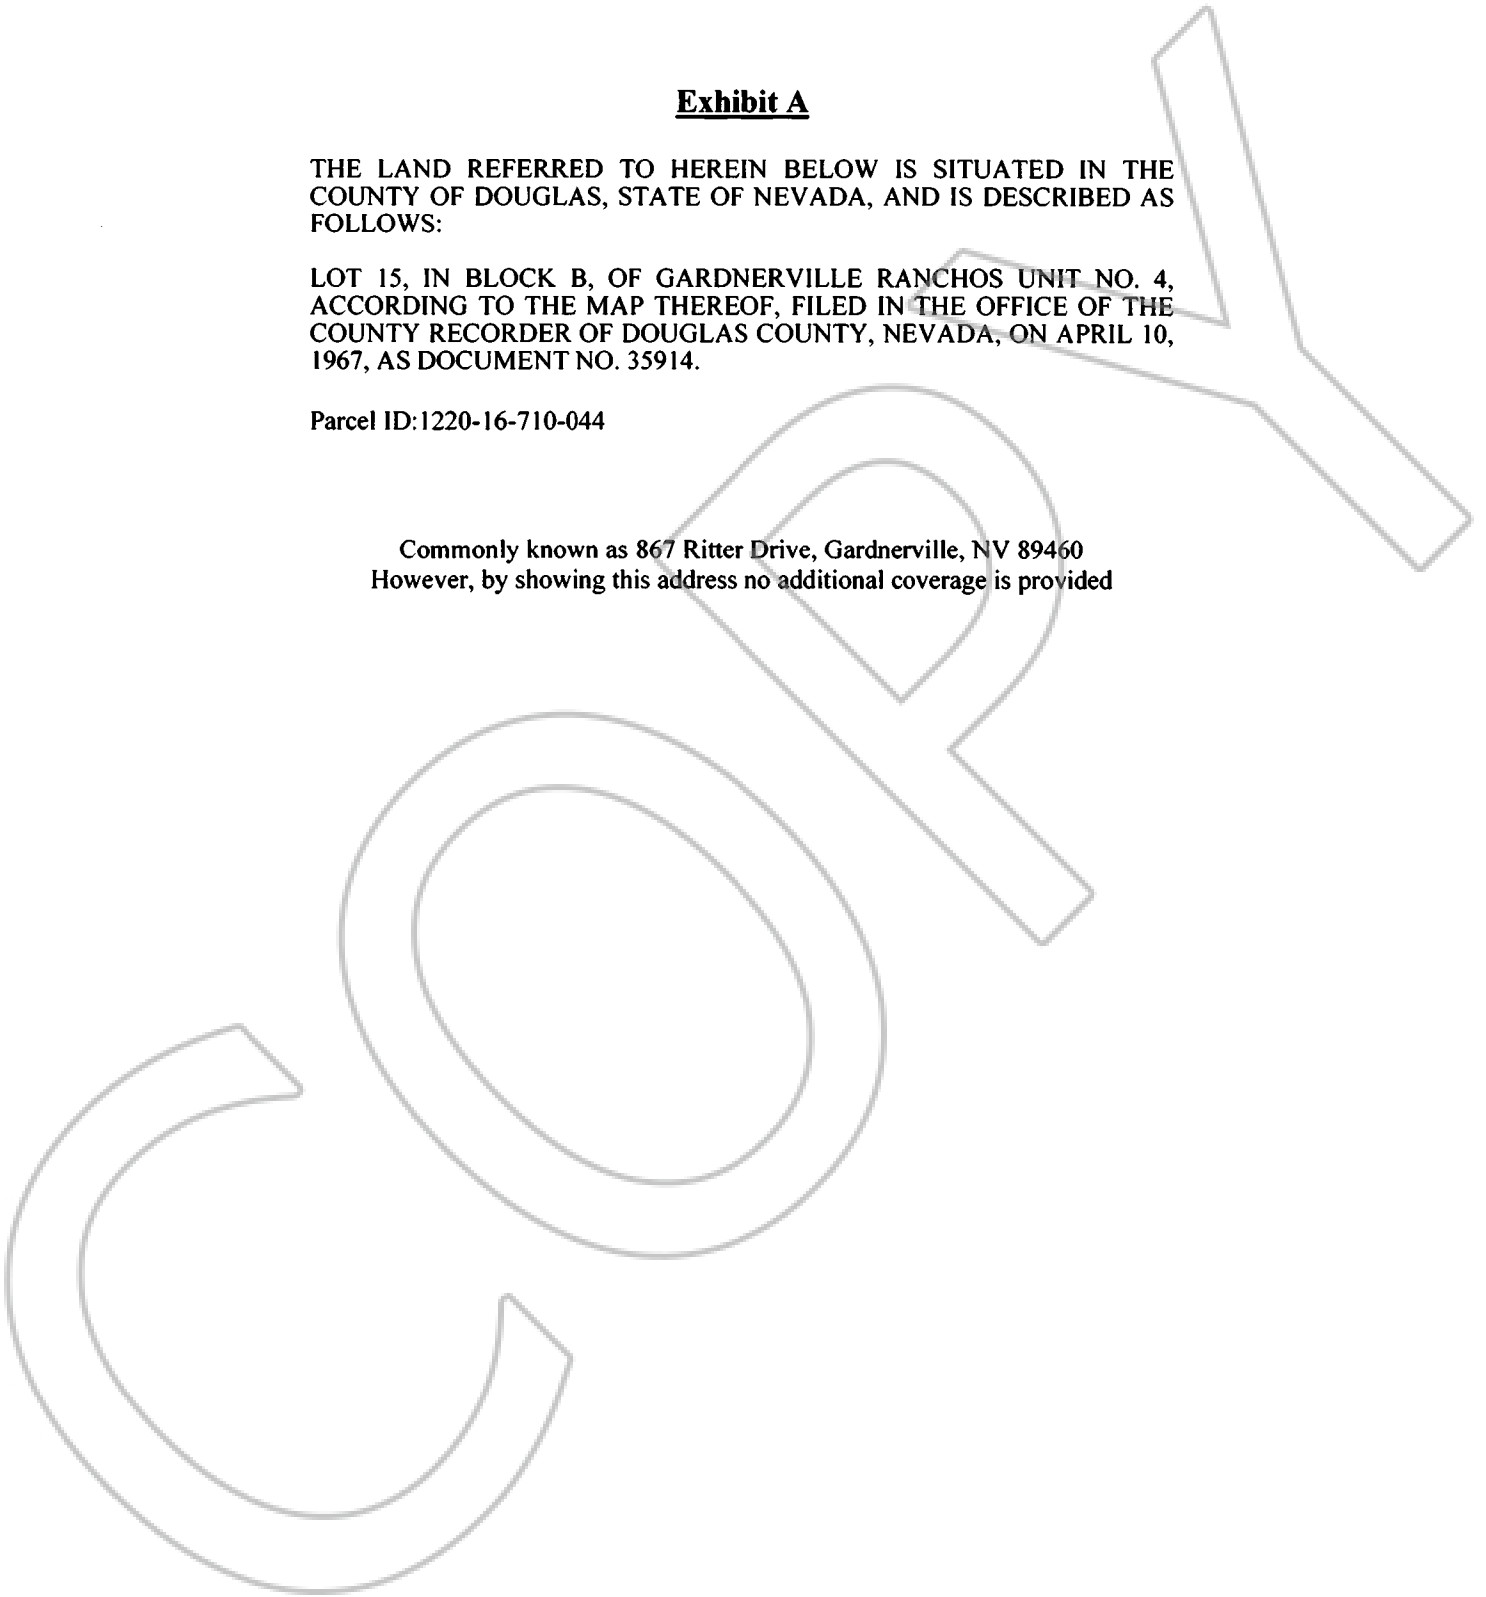 Exhibit A
THE LAND REFERRED TO HEREIN BELOW IS SITUATED IN THE
COUNTY OF DOUGLAS, STATE OF NEVADA, AND IS DESCRIBED AS
FOLLOWS:
LOT 15, IN BLOCK B, OF GARDNERVILLE RANCHOS UNIT NO. 4,
ACCORDING TO THE MAP THEREOF, FILED IN THE OFFICE OF THE
COUNTY RECORDER OF DOUGLAS COUNTY, NEVADA, ON APRIL 10,
1967, AS DOCUMENT NO. 35914.
Parcel ID:1220-16-710-044
Commonly known as 867 Ritter Drive, Gardnerville, NV 89460
However, by showing this address no additional coverage is provided
COPY